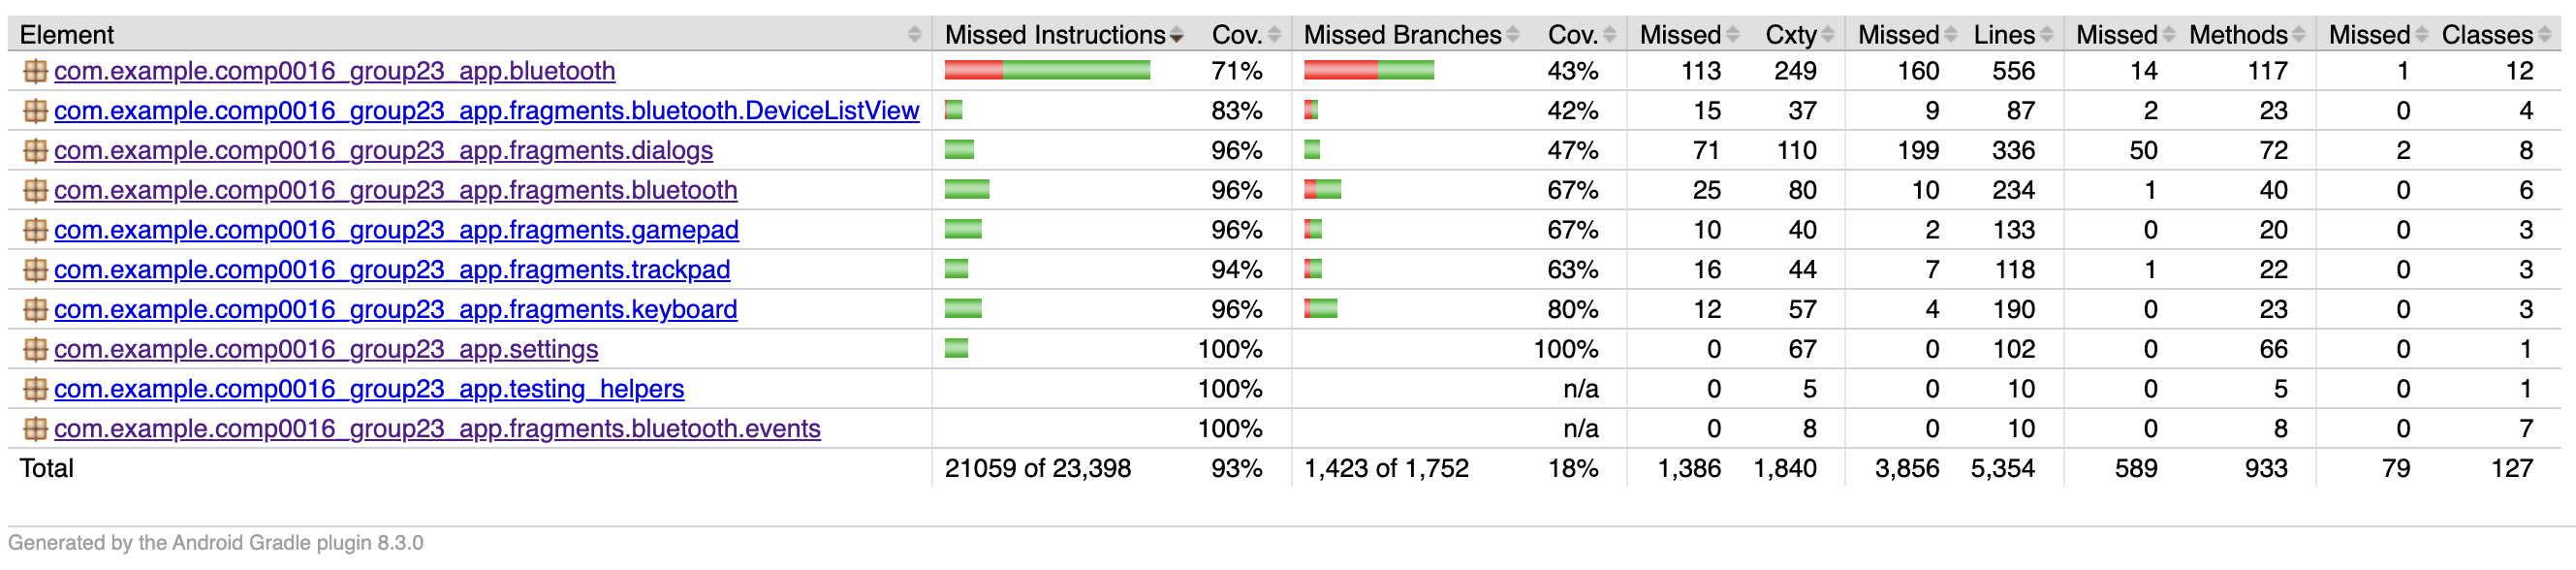 Element Missed Instructions Cov. Missed Branches Cov. Missed Cxty Missed Lines Missed Methods Missed Classes
com.example.comp0016_group23_app.bluetooth 71% 43% 113 249 160 556 14 117 1 12
com.example.comp0016_group23_app.fragments.bluetooth.DeviceListView 83% 42% 15 37 9 87 2 23 0 4
com.example.comp0016_group23_app.fragments.dialogs 96% 47% 71 110 199 336 50 72 2 8
com.example.comp0016_group23_app.fragments.bluetooth 96% 67% 25 80 10 234 1 40 0 6
com.example.comp0016_group23_app.fragments.gamepad 96% 67% 10 40 2 133 0 20 0 3
com.example.comp0016_group23_app.fragments.trackpad 94% 63% 16 44 7 118 1 22 0 3
com.example.comp0016_group23_app.fragments.keyboard 96% 80% 12 57 4 190 0 23 0 3
com.example.comp0016_group23_app.settings 100% 100% 0 67 0 102 0 66 0 1
com.example.comp0016_group23_app.testing_helpers 100% n/a 0 5 0 10 0 5 0 1
com.example.comp0016_group23_app.fragments.bluetooth.events 100% n/a 0 8 0 10 0 8 0 7
Total 21059 of 23,398 93% 1,423 of 1,752 18% 1,386 1,840 3,856 5,354 589 933 79 127
Generated by the Android Gradle plugin 8.3.0